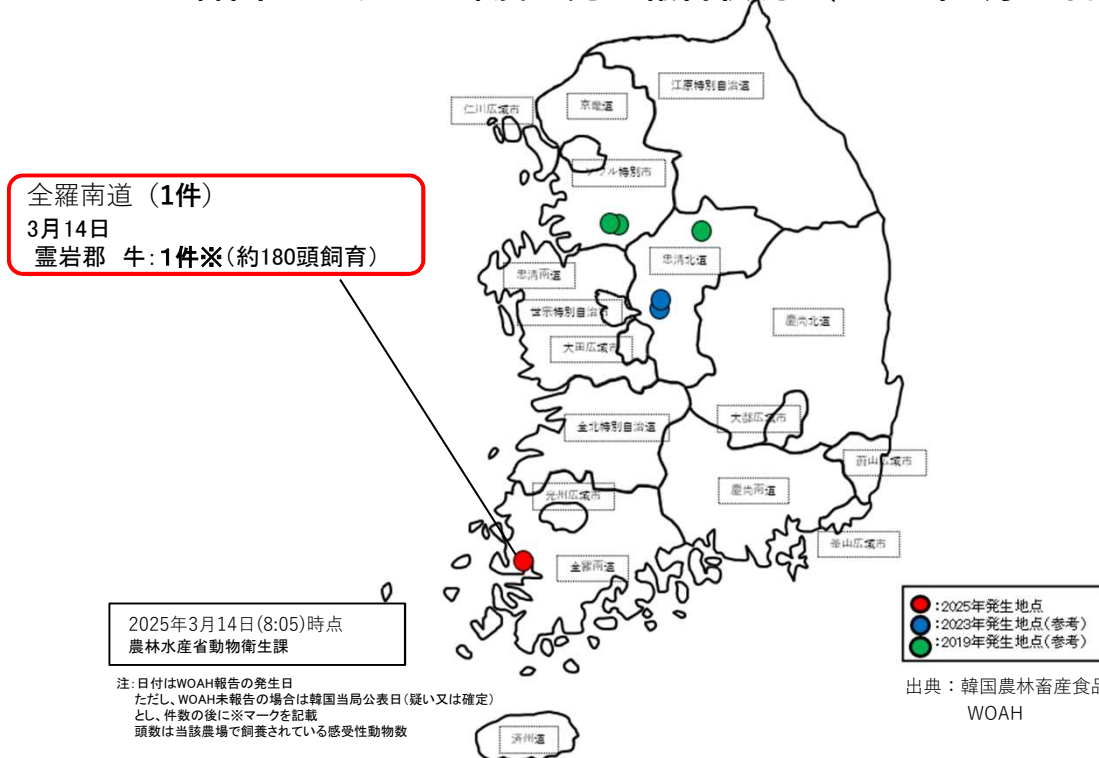 江原特別自治道
仁川広域市
京畿道
ソウル特別市
全羅南道（1件）
3月14日
霊岩郡　牛：1件※（約180頭飼育）
忠清北道
忠清南道
世宗特別自治市
大田広域市
慶尚北道
大邱広域市
全北特別自治道
蔚山広域市
慶尚南道
光州広域市
釜山広域市
全羅南道
2025年3月14日(8:05)時点
農林水産省動物衛生課
：2025年発生地点
：2023年発生地点（参考）
：2019年発生地点（参考）
注：日付はWOAH報告の発生日
ただし、WOAH未報告の場合は韓国当局公表日（疑い又は確定）
とし、件数の後に※マークを記載
頭数は当該農場で飼養されている感受性動物数
出典：韓国農林畜産食品
WOAH
済州道